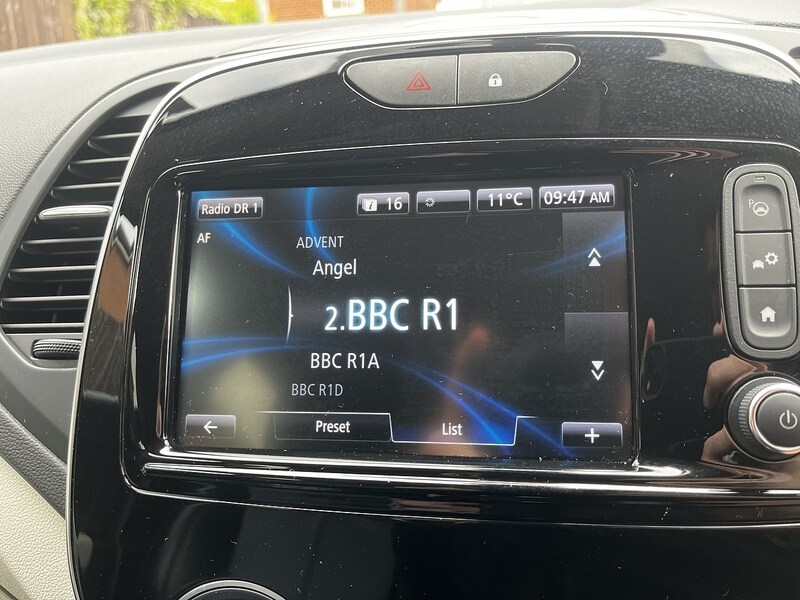 Radio DR 1
i 16
11°C
09:47 AM
AF
ADVENT
Angel
2.BBC R1
BBC R1A
BBC R1D
Preset
List
P